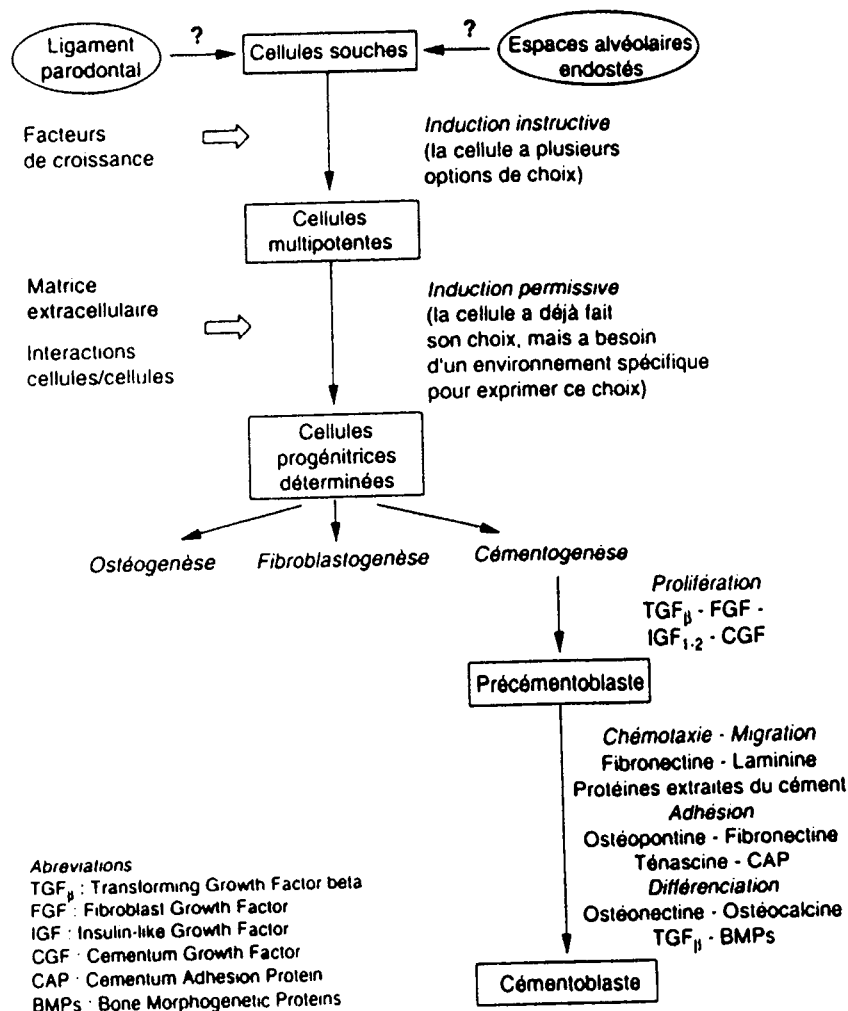 Ligament
parodontal
?
Cellules souches
?
Espaces alvéolaires
endostés
Facteurs
de croissance
Induction instructive
(la cellule a plusieurs
options de choix)
Cellules
multipotentes
Matrice
extracellulaire
Interactions
cellules/cellules
Induction permissive
(la cellule a déjà fait
son choix, mais a besoin
d'un environnement spécifique
pour exprimer ce choix)
Cellules
progénitrices
déterminées
Ostéogenèse
Fibroblastogenèse
Cémentogenèse
Prolifération
TGFβ - FGF -
IGF1-2 - CGF
Précémentoblaste
Chémotaxie - Migration
Fibronectine - Laminine
Protéines extraites du cément
Adhésion
Ostéopontine - Fibronectine
Ténascine - CAP
Différenciation
Ostéonectine - Ostéocalcine
TGFβ - BMPs
Cémentoblaste
Abreviations
TGFβ : Transforming Growth Factor beta
FGF : Fibroblast Growth Factor
IGF : Insulin-like Growth Factor
CGF : Cementum Growth Factor
CAP : Cementum Adhesion Protein
BMPs : Bone Morphogenetic Proteins